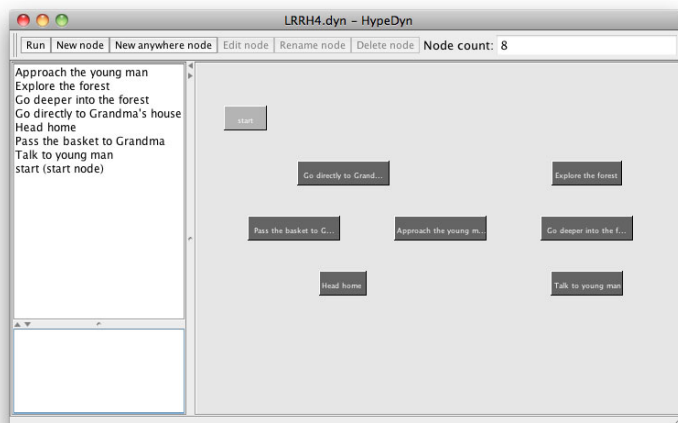 LRRH4.dyn - HypeDyn
Run New node New anywhere node Edit node Rename node Delete node Node count: 8
Approach the young man
Explore the forest
Go deeper into the forest
Go directly to Grandma's house
Head home
Pass the basket to Grandma
Talk to young man
start (start node)
start
Go directly to Grand...
Explore the forest
Pass the basket to G...
Approach the young m...
Go deeper into the f...
Head home
Talk to young man